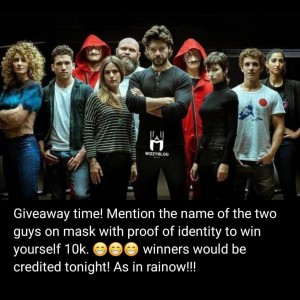 WIZZYBLOG
Giveaway time! Mention the name of the two
guys on mask with proof of identity to win
yourself 10k. 😁😁😁 winners would be
credited tonight! As in rainow!!!